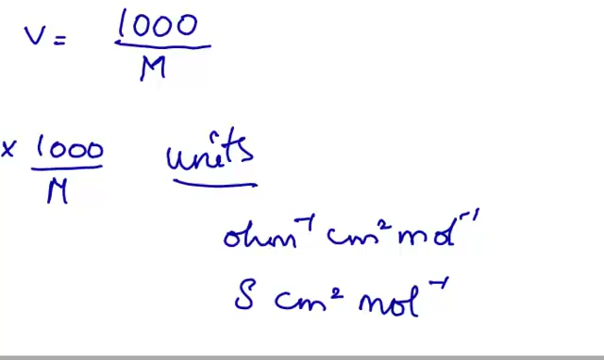 V = 1000/M
× 1000/M units
ohm⁻¹ cm² mol⁻¹
S cm² mol⁻¹